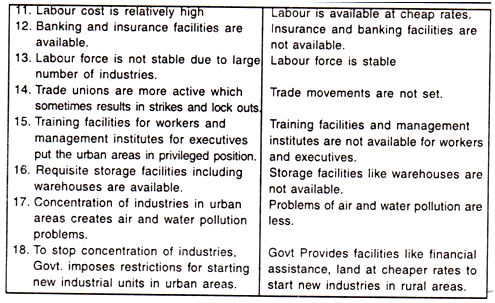 11. Labour cost is relatively high
12. Banking and insurance facilities are
available.
13. Labour force is not stable due to large
number of industries.
14. Trade unions are more active which
sometimes results in strikes and lock outs.
15. Training facilities for workers and
management institutes for executives
put the urban areas in privileged position.
16. Requisite storage facilities including
warehouses are available.
17. Concentration of industries in urban
areas creates air and water pollution
problems.
18. To stop concentration of industries,
Govt. imposes restrictions for starting
new industrial units in urban areas.
Labour is available at cheap rates.
Insurance and banking facilities are
not available.
Labour force is stable
Trade movements are not set.
Training facilities and management
institutes are not available for workers
and executives.
Storage facilities like warehouses are
not available.
Problems of air and water pollution are
less.
Govt Provides facilities like financial
assistance, land at cheaper rates to
start new industries in rural areas.